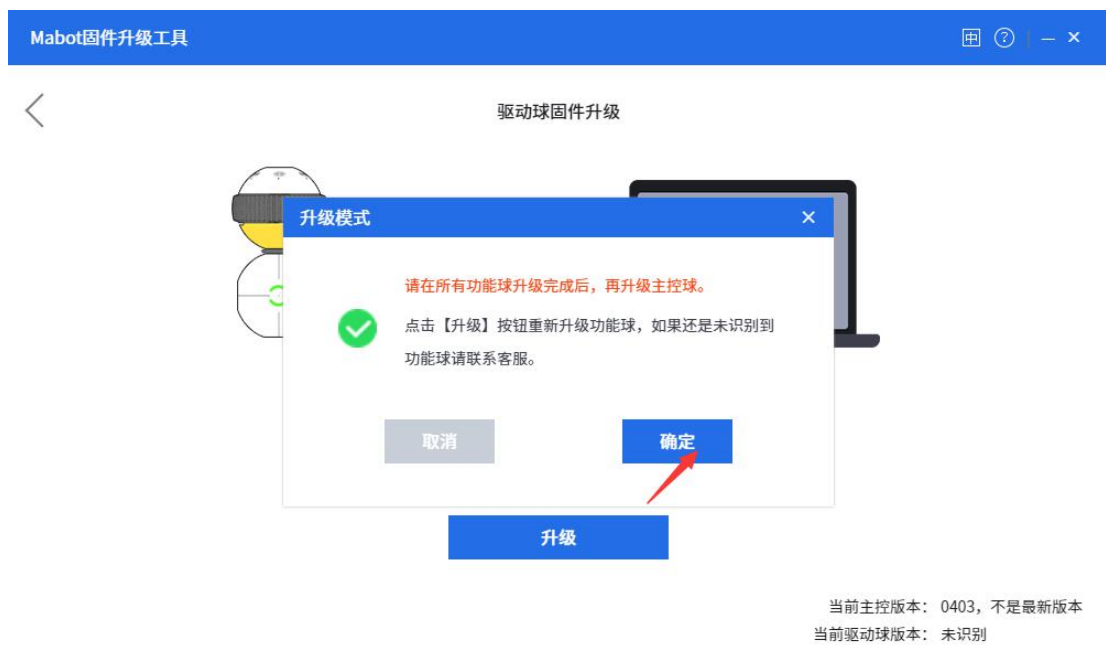 Mabot固件升级工具
中
?
驱动球固件升级
升级模式
请在所有功能球升级完成后，再升级主控球。
点击【升级】按钮重新升级功能球，如果还是未识别到
功能球请联系客服。
取消 确定
升级
当前主控版本： 0403，不是最新版本
当前驱动球版本： 未识别